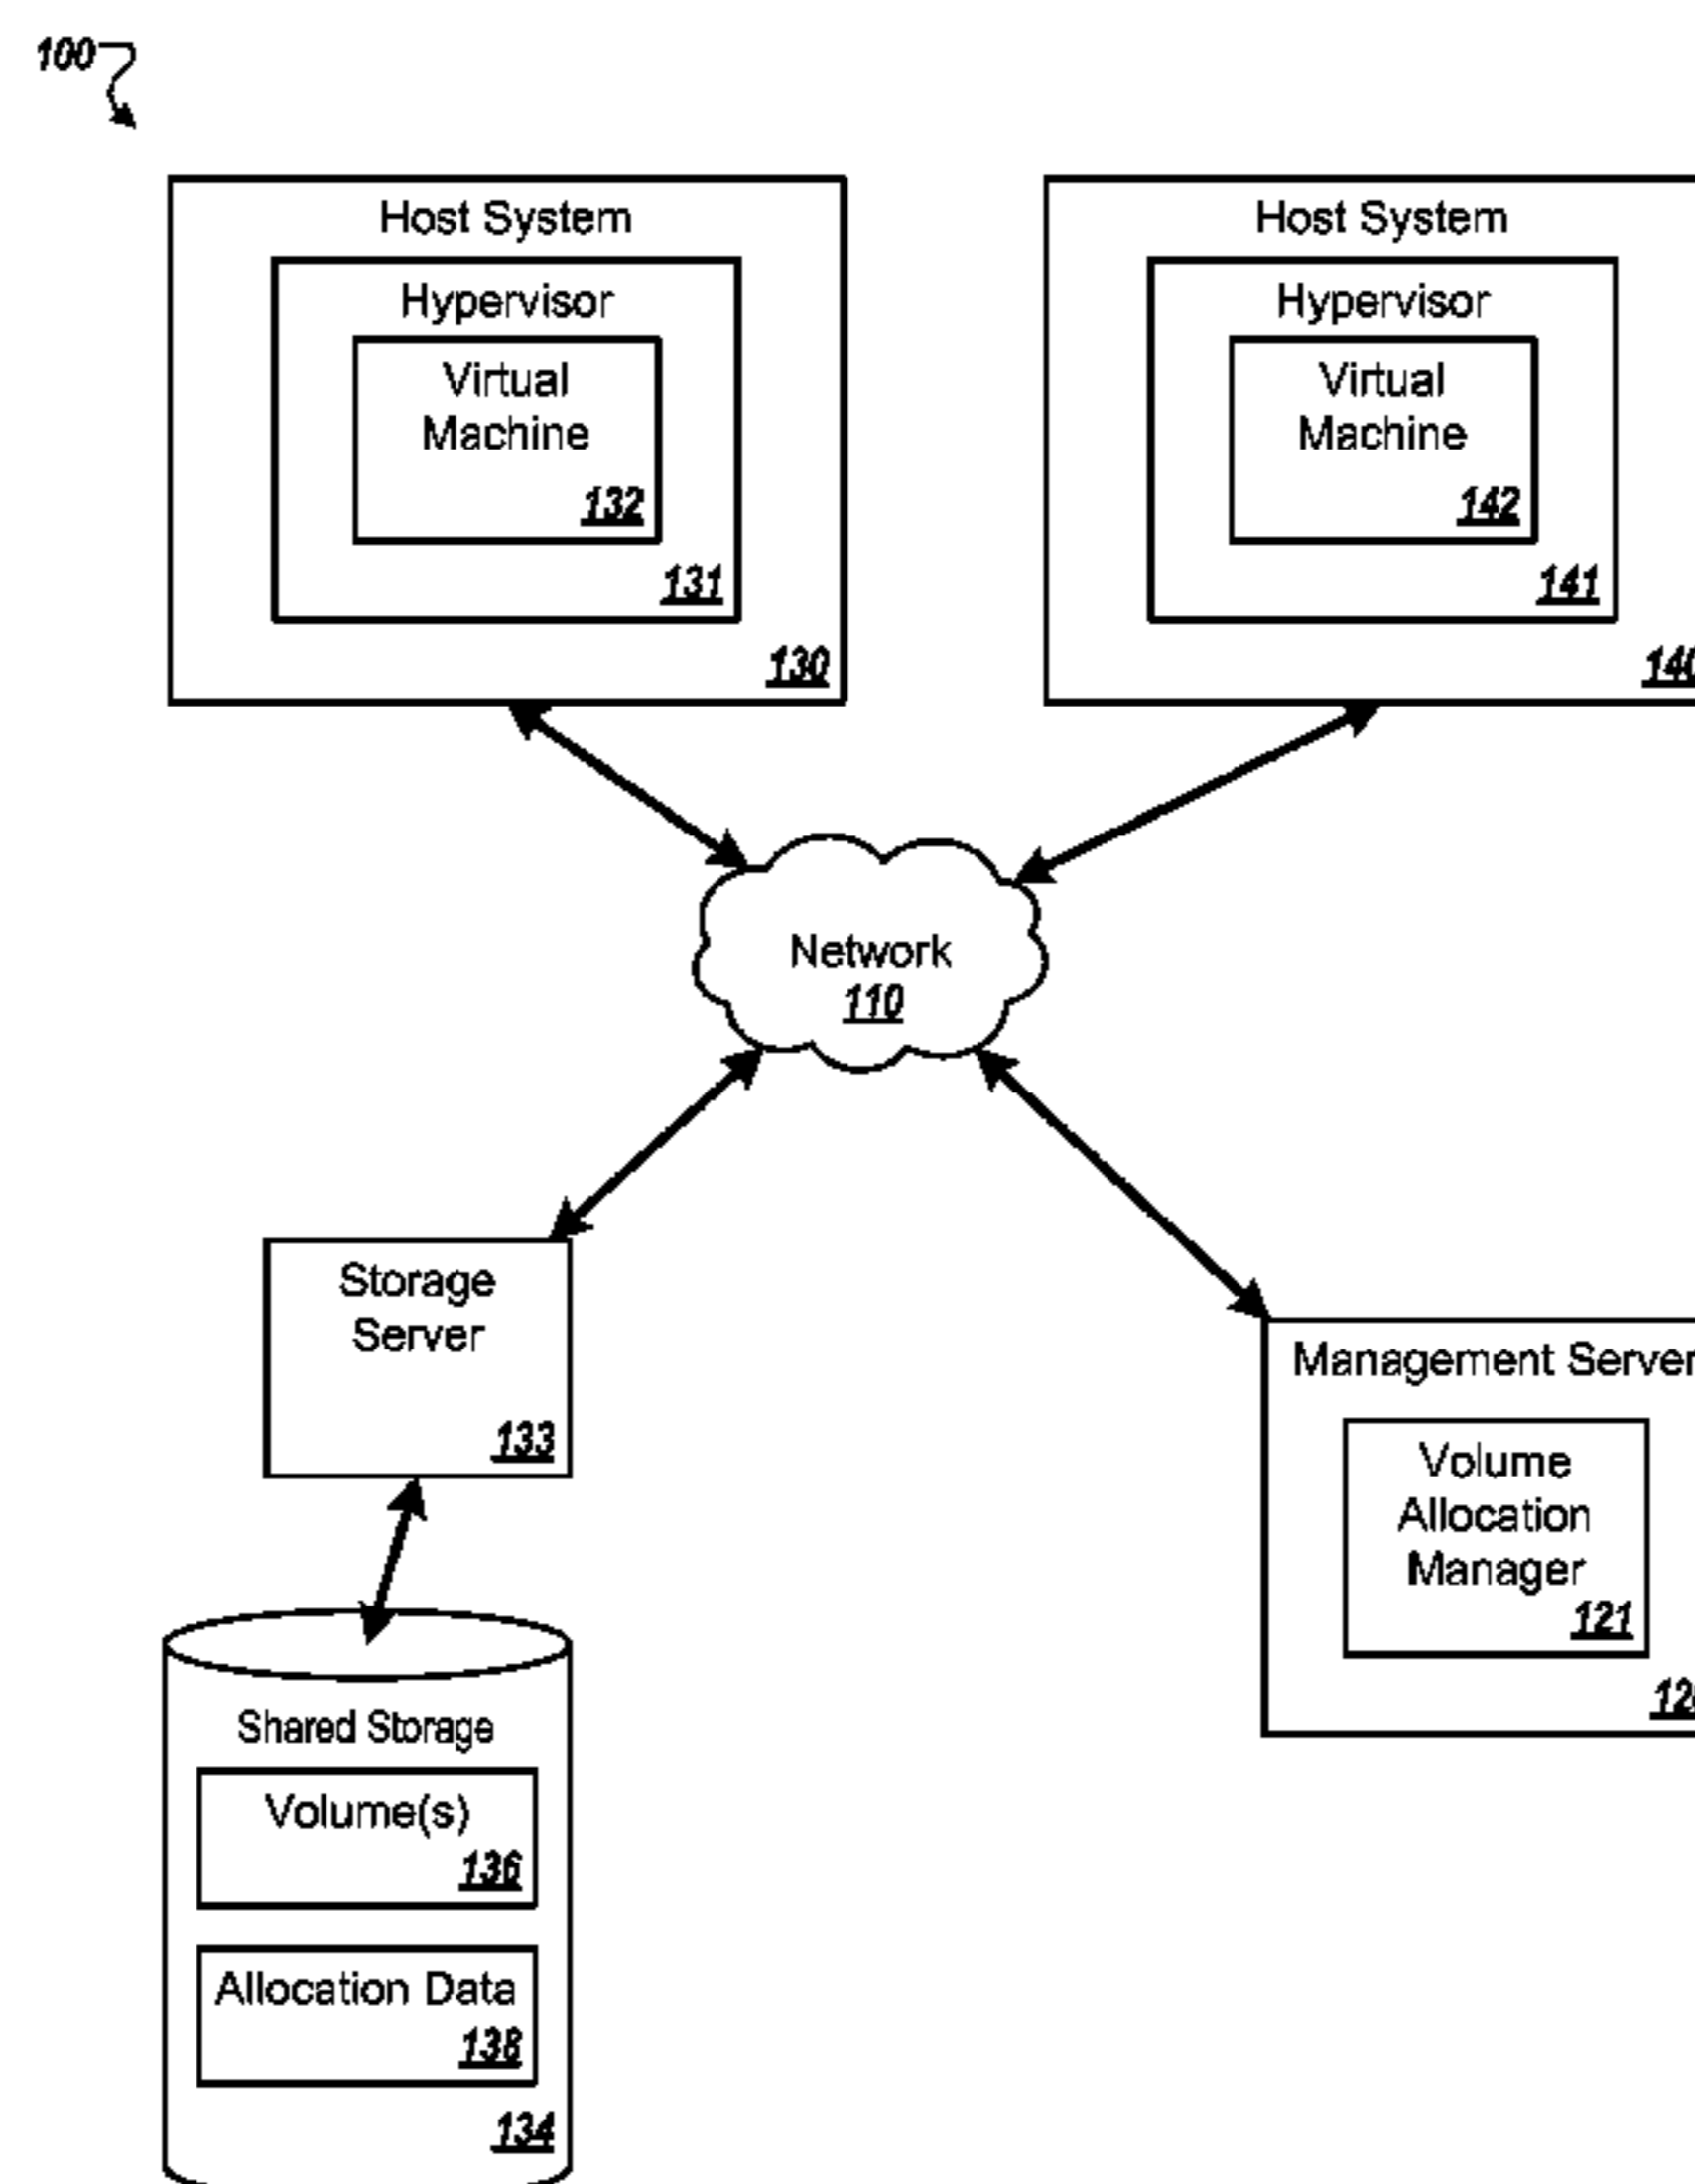 100
Host System
Hypervisor
Virtual
Machine
132
131
130
Host System
Hypervisor
Virtual
Machine
142
141
140
Network
110
Storage
Server
133
Management Server
Volume
Allocation
Manager
121
Shared Storage
Volume(s)
136
Allocation Data
138
134